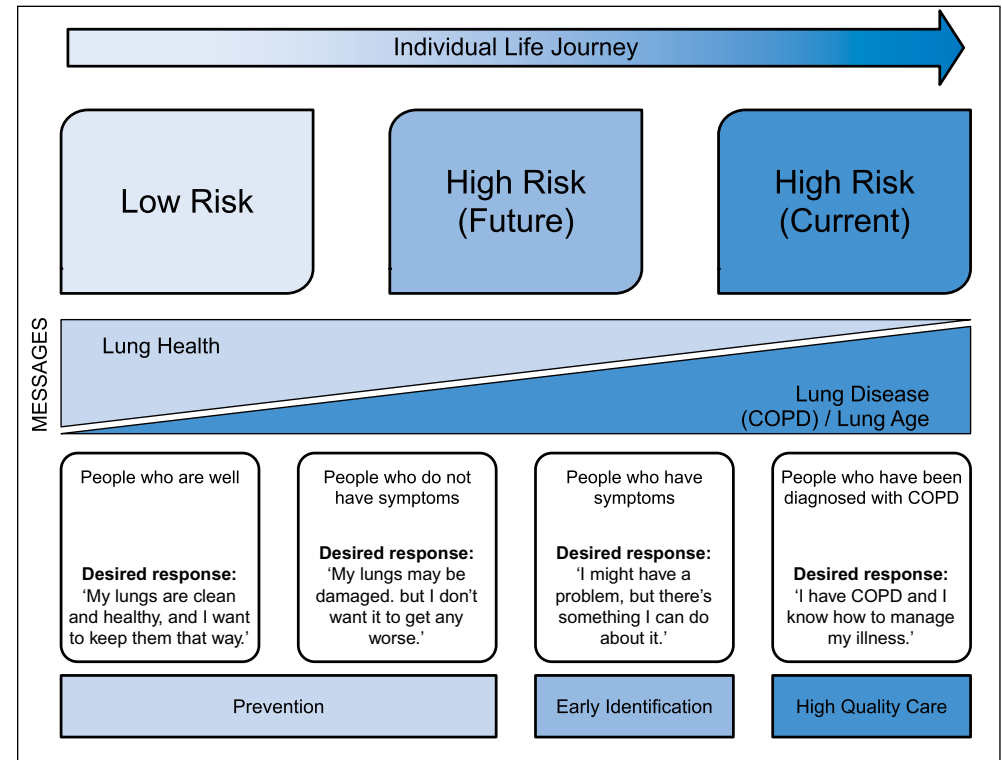 Individual Life Journey
Low Risk
High Risk
(Future)
High Risk
(Current)
MESSAGES
Lung Health
Lung Disease
(COPD) / Lung Age
People who are well
Desired response:
‘My lungs are clean
and healthy, and I want
to keep them that way.’
People who do not
have symptoms
Desired response:
‘My lungs may be
damaged. but I don’t
want it to get any
worse.’
People who have
symptoms
Desired response:
‘I might have a
problem, but there’s
something I can do
about it.’
People who have been
diagnosed with COPD
Desired response:
‘I have COPD and I
know how to manage
my illness.’
Prevention
Early Identification
High Quality Care